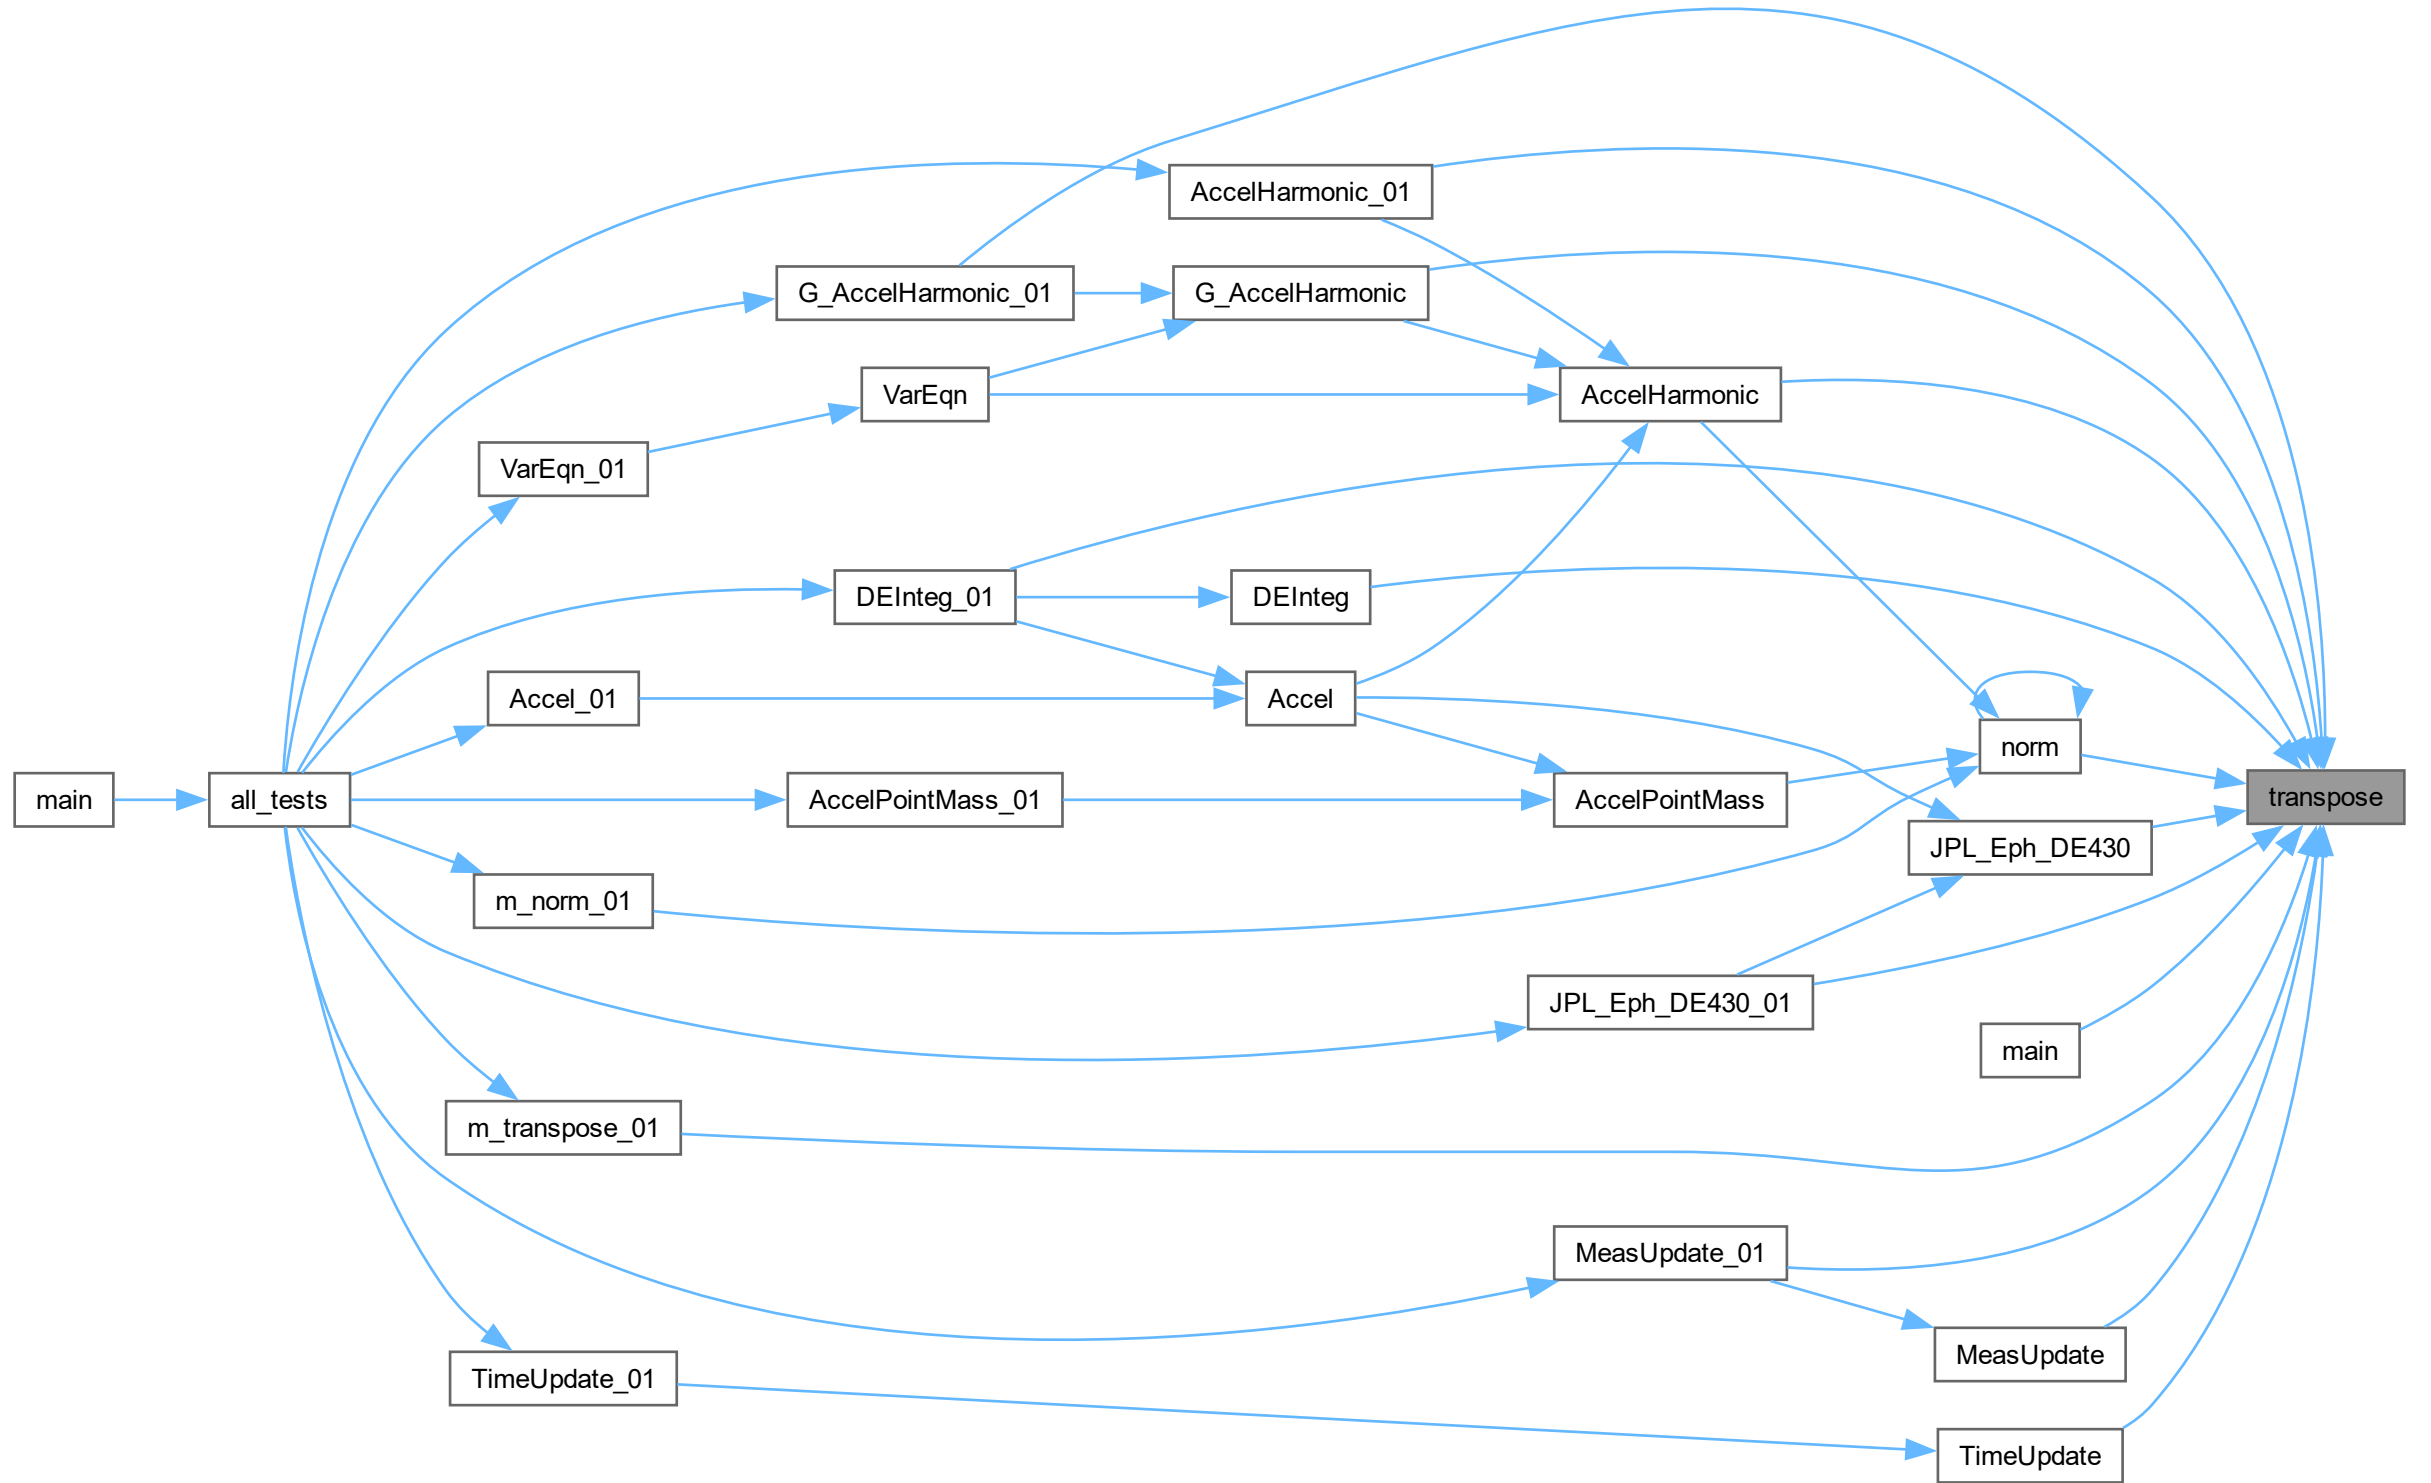 AccelHarmonic_01
G_AccelHarmonic_01
G_AccelHarmonic
VarEqn
AccelHarmonic
VarEqn_01
DEInteg_01
DEInteg
Accel_01
Accel
norm
main
all_tests
AccelPointMass_01
AccelPointMass
transpose
JPL_Eph_DE430
m_norm_01
JPL_Eph_DE430_01
main
m_transpose_01
MeasUpdate_01
MeasUpdate
TimeUpdate_01
TimeUpdate